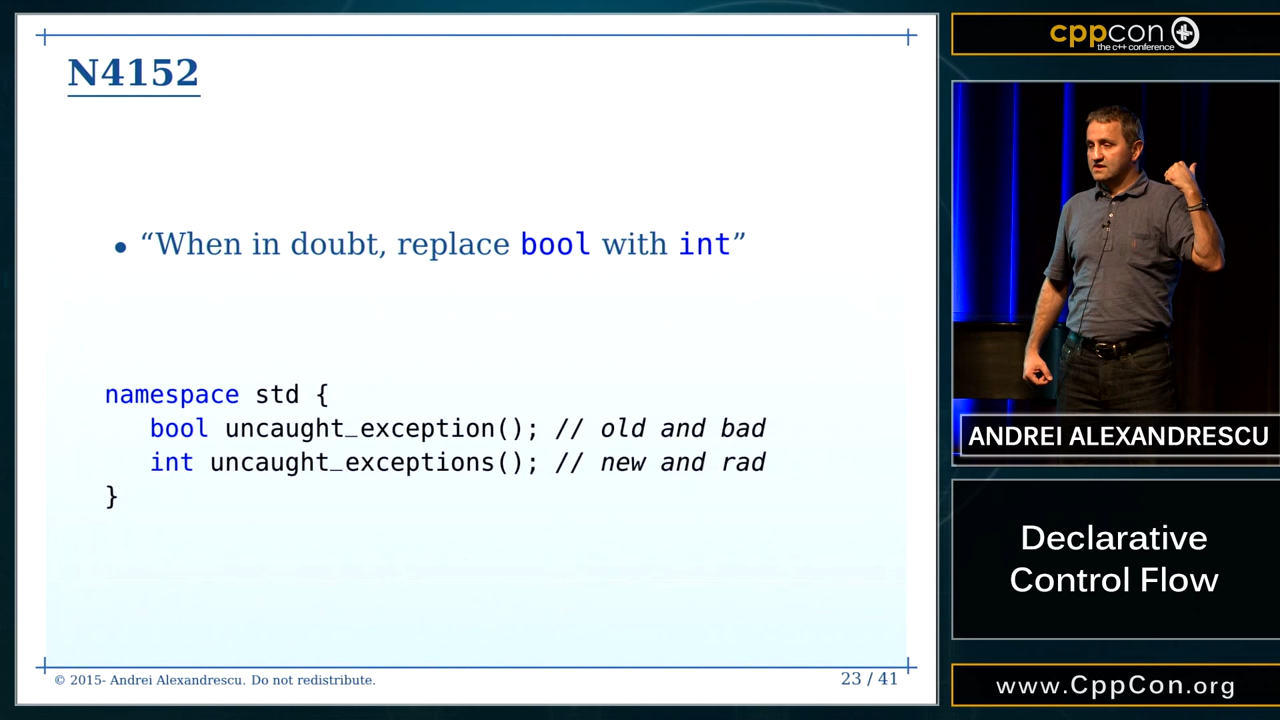 N4152
• “When in doubt, replace bool with int”
namespace std {
   bool uncaught_exception(); // old and bad
   int uncaught_exceptions(); // new and rad
}
© 2015- Andrei Alexandrescu. Do not redistribute.
23 / 41
cppcon
the c++ conference
ANDREI ALEXANDRESCU
Declarative
Control Flow
www.CppCon.org